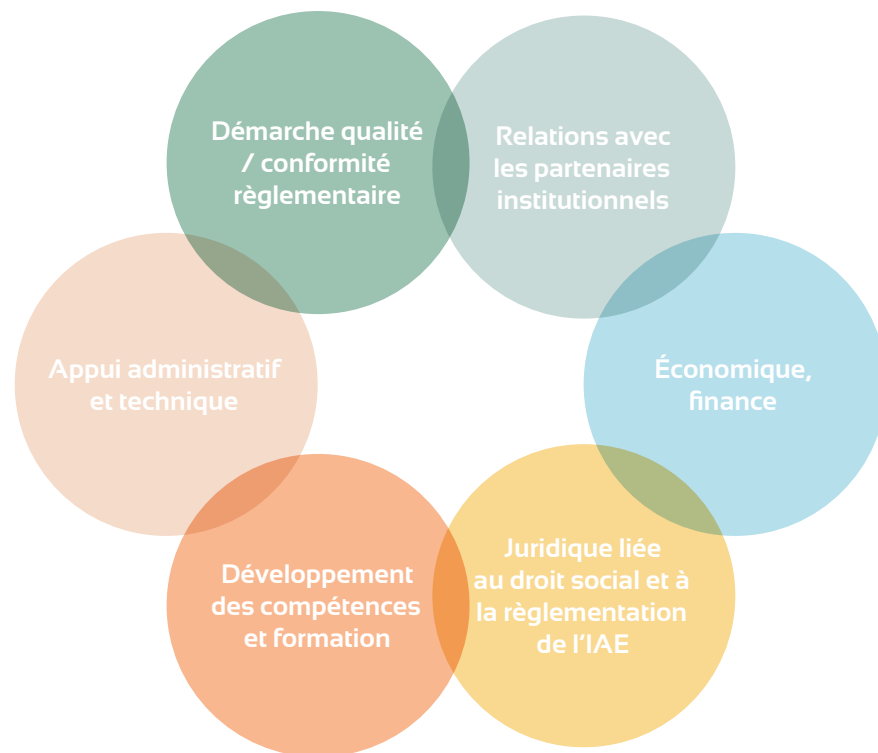 Démarche qualité
/ conformité
règlementaire
Relations avec
les partenaires
institutionnels
Économique,
finance
Juridique liée
au droit social et à
la règlementation
de l'IAE
Développement
des compétences
et formation
Appui administratif
et technique